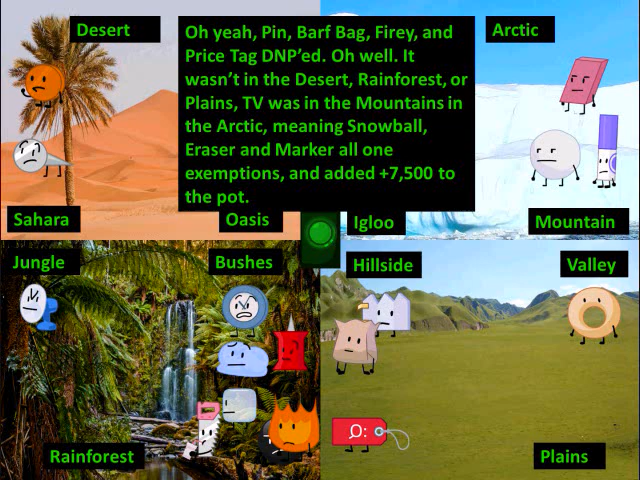 Desert
Oh yeah, Pin, Barf Bag, Firey, and
Price Tag DNP’ed. Oh well. It
wasn’t in the Desert, Rainforest, or
Plains, TV was in the Mountains in
the Arctic, meaning Snowball,
Eraser and Marker all one
exemptions, and added +7,500 to
the pot.
Arctic
Sahara
Oasis
Igloo
Mountain
Jungle
Bushes
Hillside
Valley
Rainforest
Plains